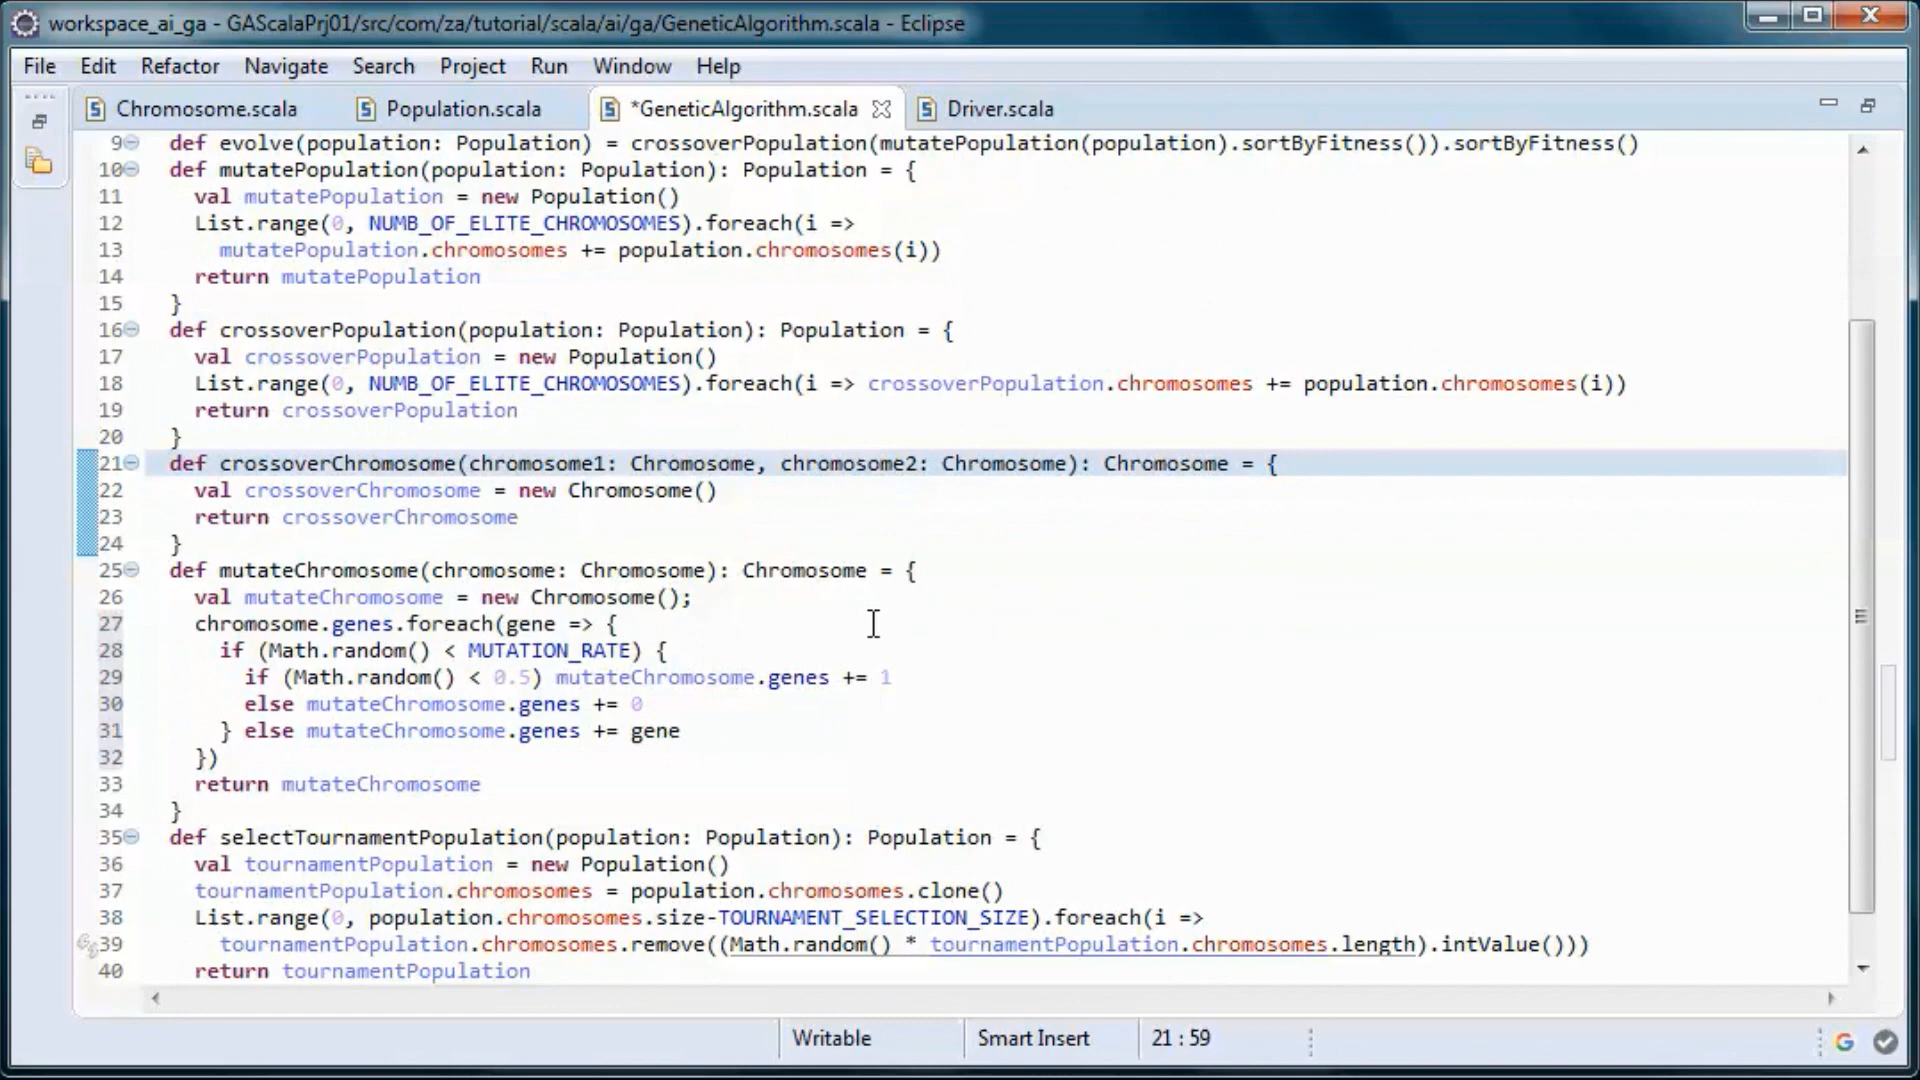 workspace_ai_ga - GAScalaPrj01/src/com/za/tutorial/scala/ai/ga/GeneticAlgorithm.scala - Eclipse
File Edit Refactor Navigate Search Project Run Window Help
Chromosome.scala Population.scala *GeneticAlgorithm.scala Driver.scala
9 def evolve(population: Population) = crossoverPopulation(mutatePopulation(population).sortByFitness()).sortByFitness()
10 def mutatePopulation(population: Population): Population = {
11 val mutatePopulation = new Population()
12 List.range(0, NUMB_OF_ELITE_CHROMOSOMES).foreach(i =>
13 mutatePopulation.chromosomes += population.chromosomes(i))
14 return mutatePopulation
15 }
16 def crossoverPopulation(population: Population): Population = {
17 val crossoverPopulation = new Population()
18 List.range(0, NUMB_OF_ELITE_CHROMOSOMES).foreach(i => crossoverPopulation.chromosomes += population.chromosomes(i))
19 return crossoverPopulation
20 }
21 def crossoverChromosome(chromosome1: Chromosome, chromosome2: Chromosome): Chromosome = {
22 val crossoverChromosome = new Chromosome()
23 return crossoverChromosome
24 }
25 def mutateChromosome(chromosome: Chromosome): Chromosome = {
26 val mutateChromosome = new Chromosome();
27 chromosome.genes.foreach(gene => {
28 if (Math.random() < MUTATION_RATE) {
29 if (Math.random() < 0.5) mutateChromosome.genes += 1
30 else mutateChromosome.genes += 0
31 } else mutateChromosome.genes += gene
32 })
33 return mutateChromosome
34 }
35 def selectTournamentPopulation(population: Population): Population = {
36 val tournamentPopulation = new Population()
37 tournamentPopulation.chromosomes = population.chromosomes.clone()
38 List.range(0, population.chromosomes.size-TOURNAMENT_SELECTION_SIZE).foreach(i =>
39 tournamentPopulation.chromosomes.remove((Math.random() * tournamentPopulation.chromosomes.length).intValue()))
40 return tournamentPopulation
Writable Smart Insert 21 : 59